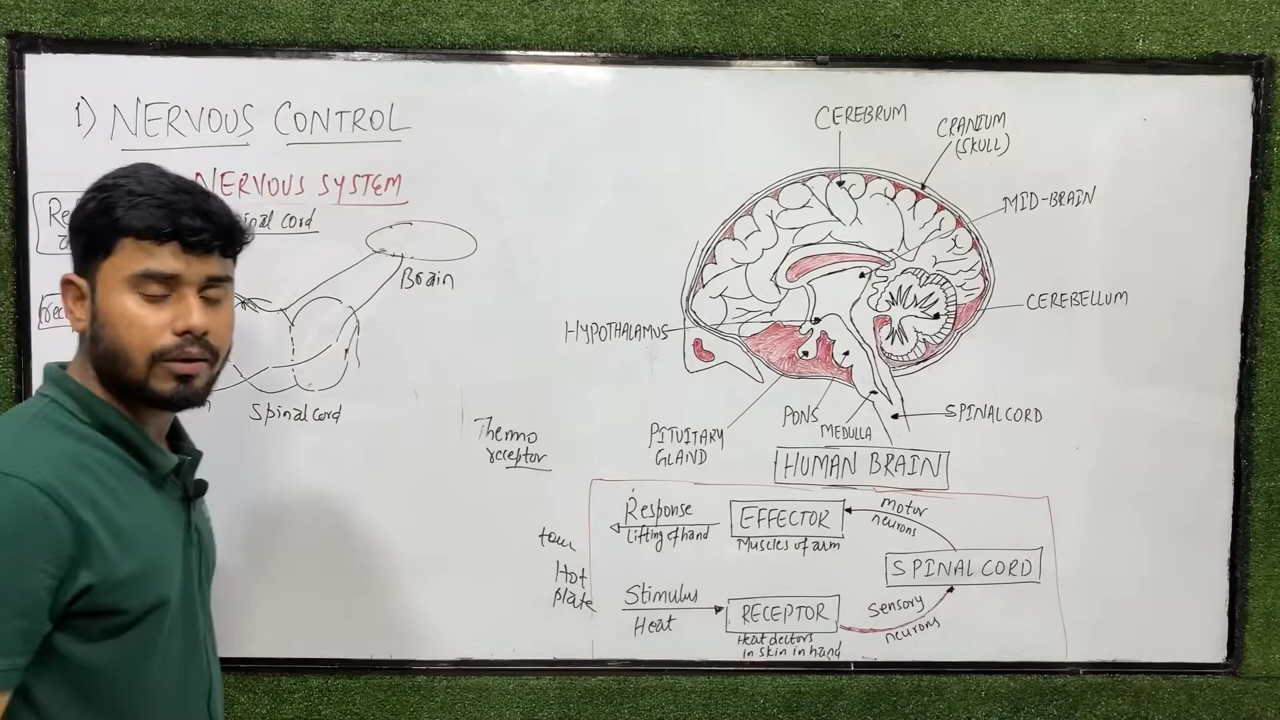 1) NERVOUS CONTROL
NERVOUS SYSTEM
Re
Cord
Brain
Spinal Cord
Thermo
receptor
CEREBRUM
CRANIUM
(SKULL)
MID-BRAIN
CEREBELLUM
HYPOTHALAMUS
SPINAL CORD
PONS
MEDULLA
PITUITARY
GLAND
HUMAN BRAIN
Response
Lifting of hand
EFFECTOR
Muscles of arm
motor
neurons
SPINAL CORD
Hot
plate
Stimulus
Heat
RECEPTOR
Heat dectors
in skin in hand
Sensory
neurons